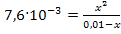 7,6·10⁻³ = x²/(0,01−x)